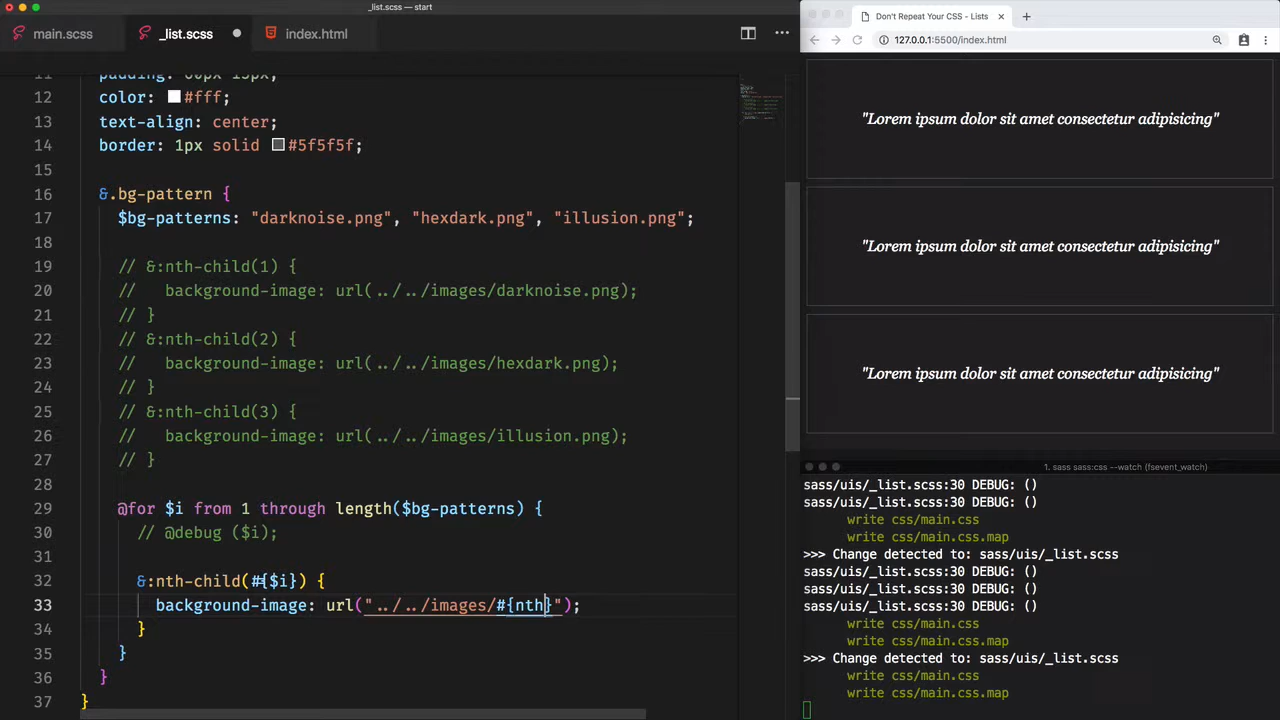 _list.scss — start
main.scss
_list.scss
index.html
12 color: #fff;
13 text-align: center;
14 border: 1px solid #5f5f5f;
15
16 &.bg-pattern {
17 $bg-patterns: "darknoise.png", "hexdark.png", "illusion.png";
18
19 // &:nth-child(1) {
20 //   background-image: url(../../images/darknoise.png);
21 // }
22 // &:nth-child(2) {
23 //   background-image: url(../../images/hexdark.png);
24 // }
25 // &:nth-child(3) {
26 //   background-image: url(../../images/illusion.png);
27 // }
28
29 @for $i from 1 through length($bg-patterns) {
30 // @debug ($i);
31
32 &:nth-child(#{$i}) {
33 background-image: url("../../images/#{nth}");
34 }
35 }
36 }
37 }
Don't Repeat Your CSS - Lists
127.0.0.1:5500/index.html
"Lorem ipsum dolor sit amet consectetur adipisicing"
"Lorem ipsum dolor sit amet consectetur adipisicing"
"Lorem ipsum dolor sit amet consectetur adipisicing"
1. sass sass:css --watch (fsevent_watch)
sass/uis/_list.scss:30 DEBUG: ()
sass/uis/_list.scss:30 DEBUG: ()
write css/main.css
write css/main.css.map
>>> Change detected to: sass/uis/_list.scss
sass/uis/_list.scss:30 DEBUG: ()
sass/uis/_list.scss:30 DEBUG: ()
sass/uis/_list.scss:30 DEBUG: ()
write css/main.css
write css/main.css.map
>>> Change detected to: sass/uis/_list.scss
write css/main.css
write css/main.css.map